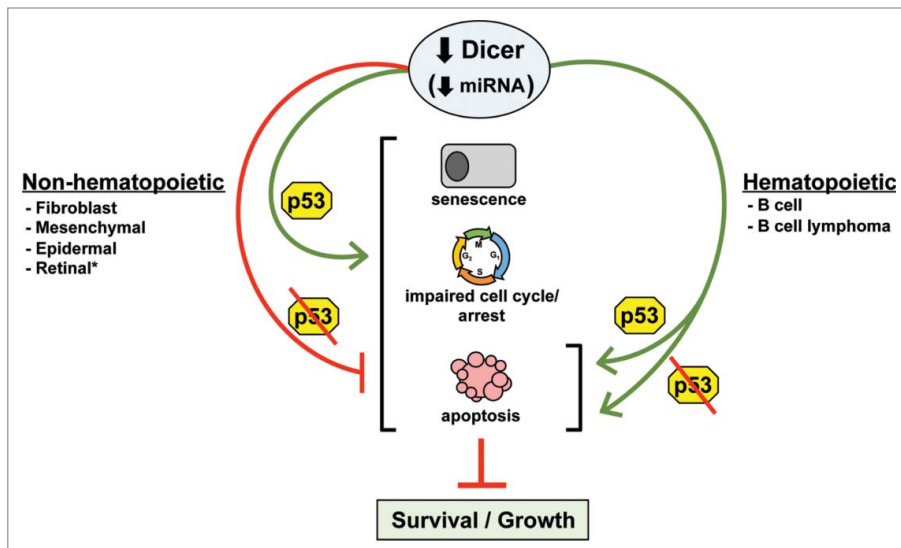 ↓ Dicer
(↓ miRNA)
Non-hematopoietic
- Fibroblast
- Mesenchymal
- Epidermal
- Retinal*
p53
p53
senescence
M
G1
S
G2
impaired cell cycle/
arrest
apoptosis
Hematopoietic
- B cell
- B cell lymphoma
p53
p53
Survival / Growth